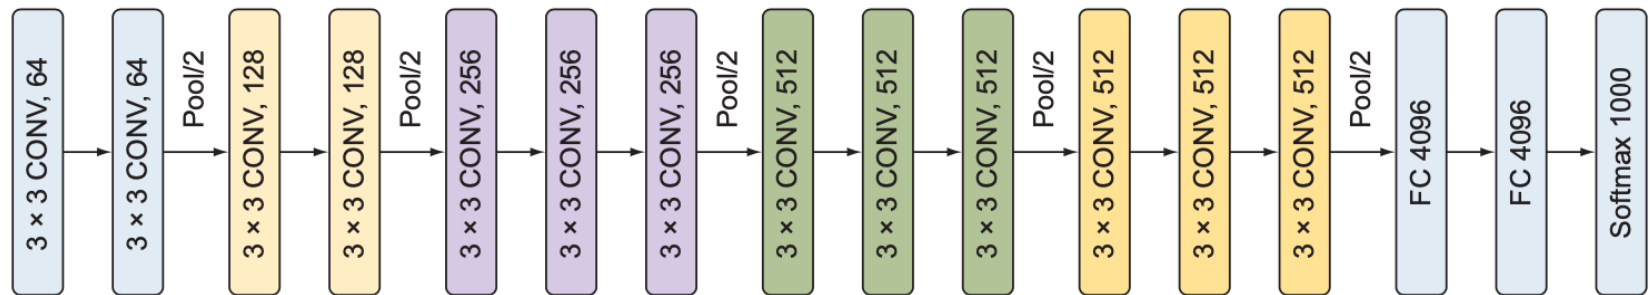 3 × 3 CONV, 64
3 × 3 CONV, 64
Pool/2
3 × 3 CONV, 128
3 × 3 CONV, 128
Pool/2
3 × 3 CONV, 256
3 × 3 CONV, 256
3 × 3 CONV, 256
Pool/2
3 × 3 CONV, 512
3 × 3 CONV, 512
3 × 3 CONV, 512
Pool/2
3 × 3 CONV, 512
3 × 3 CONV, 512
3 × 3 CONV, 512
Pool/2
FC 4096
FC 4096
Softmax 1000